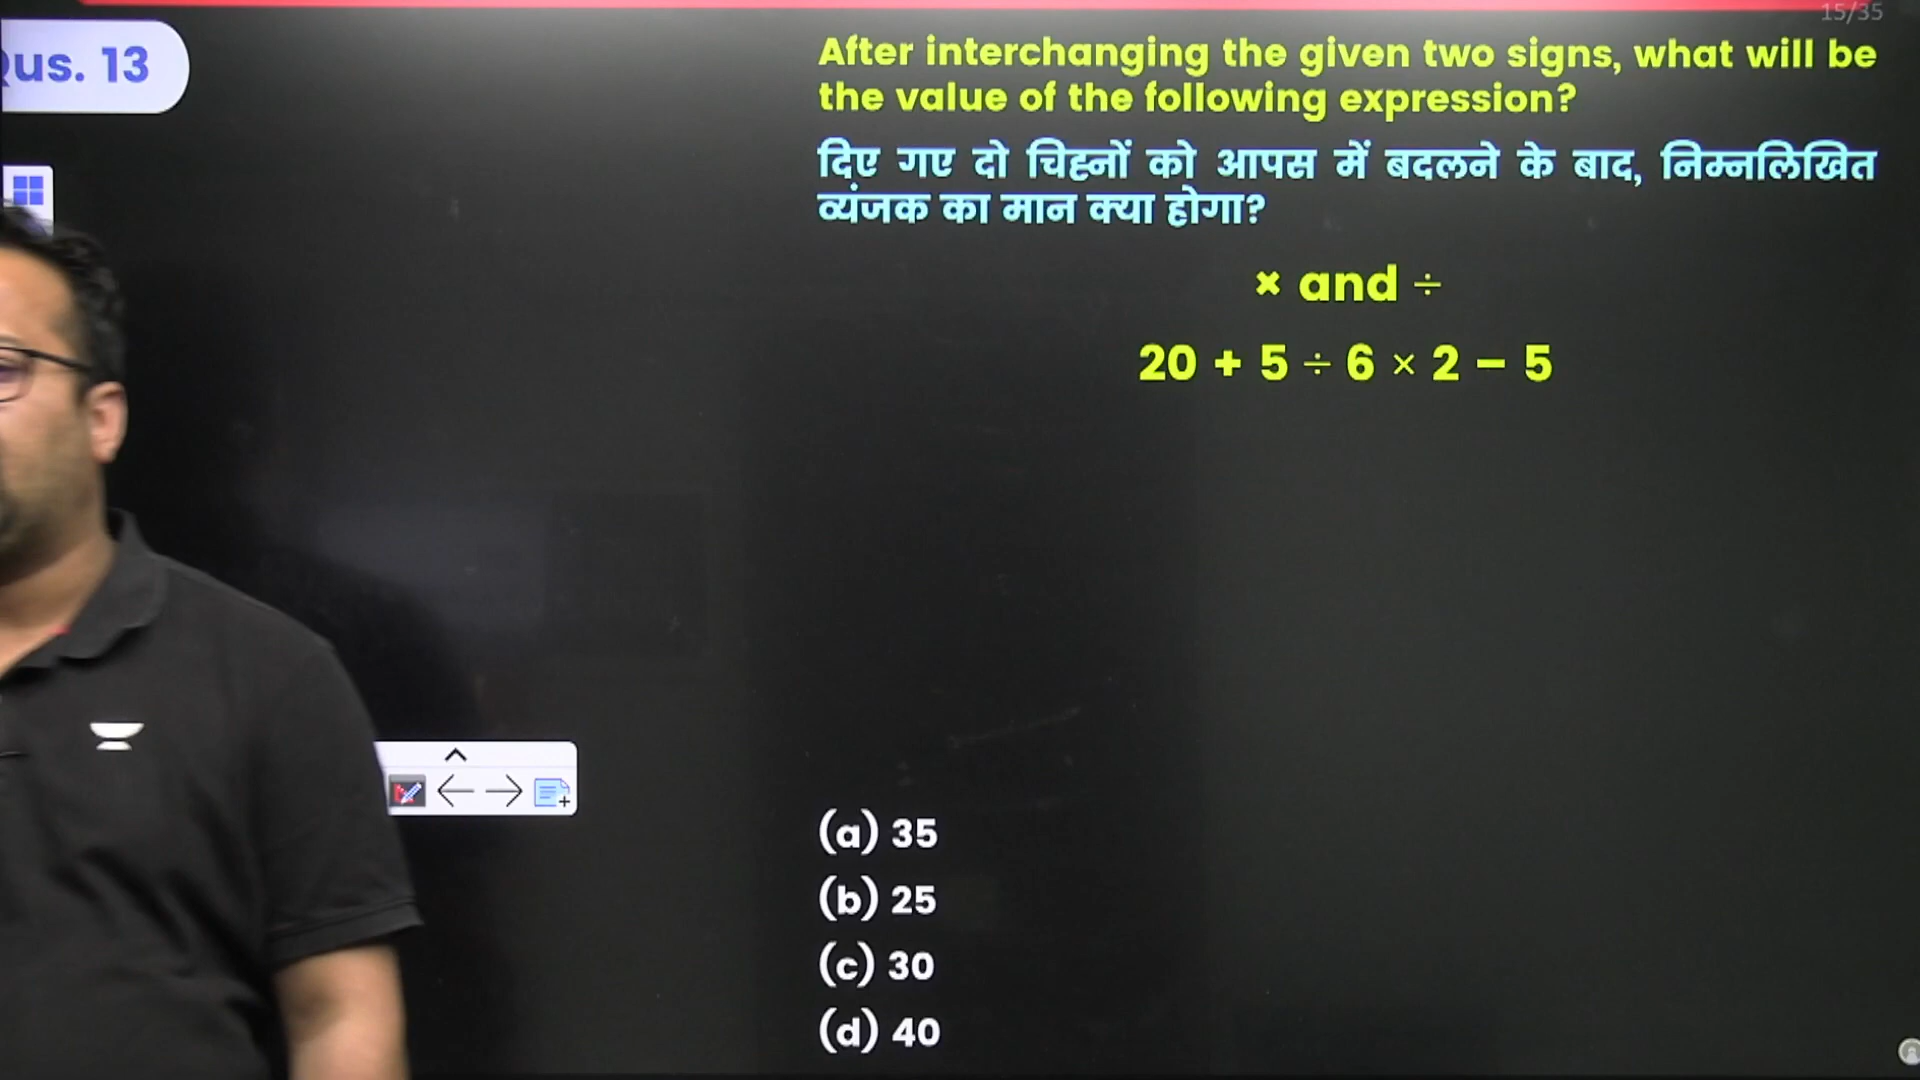 15/35
Qus. 13
After interchanging the given two signs, what will be
the value of the following expression?
दिए गए दो चिह्नों को आपस में बदलने के बाद, निम्नलिखित
व्यंजक का मान क्या होगा?
× and ÷
20 + 5 ÷ 6 × 2 – 5
(a) 35
(b) 25
(c) 30
(d) 40